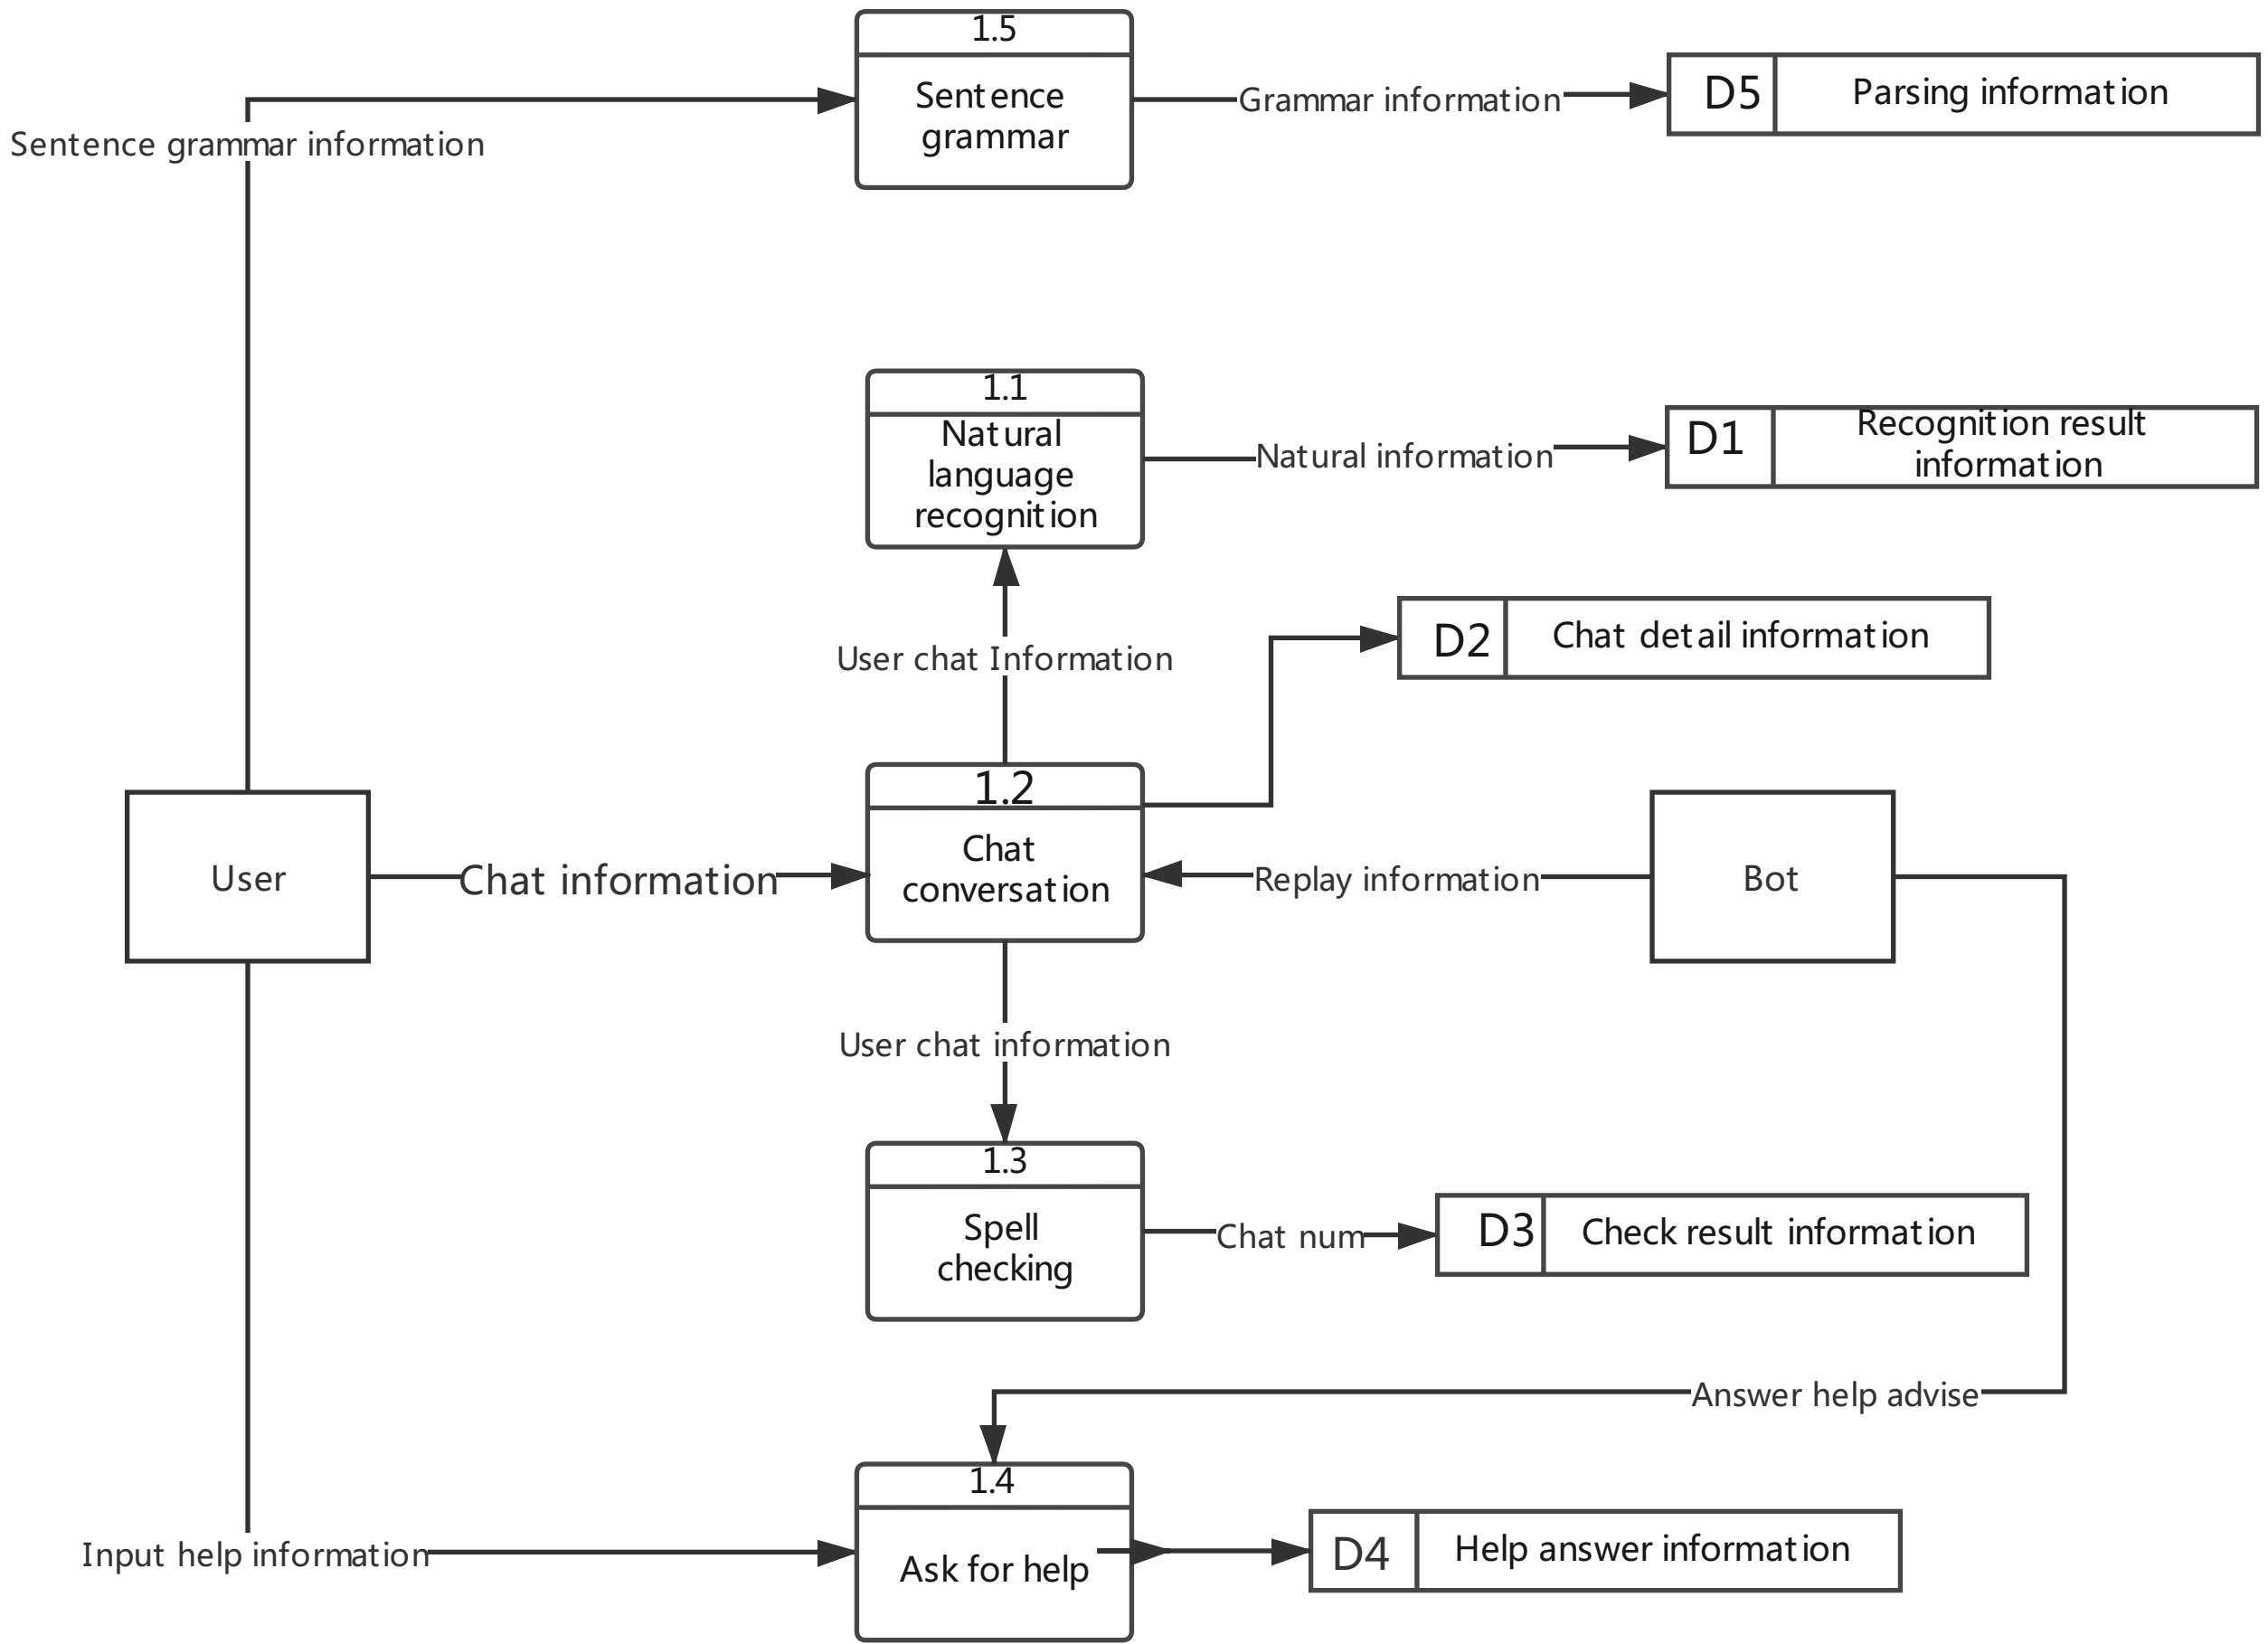 1.5
Sentence
grammar
Grammar information
D5
Parsing information
Sentence grammar information
1.1
Natural
language
recognition
Natural information
D1
Recognition result
information
User chat Information
D2
Chat detail information
1.2
Chat
conversation
User
Chat information
Replay information
Bot
User chat information
1.3
Spell
checking
Chat num
D3
Check result information
Answer help advise
1.4
Ask for help
Input help information
D4
Help answer information